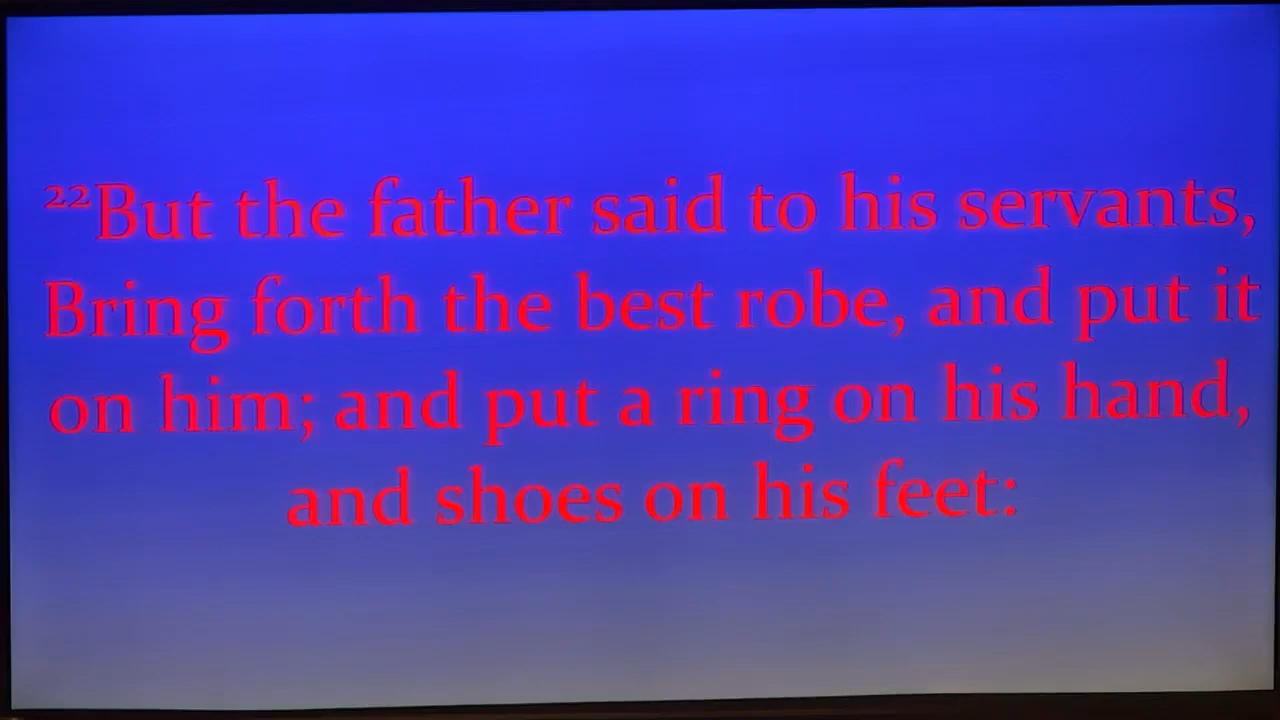 22But the father said to his servants,
Bring forth the best robe, and put it
on him; and put a ring on his hand,
and shoes on his feet: